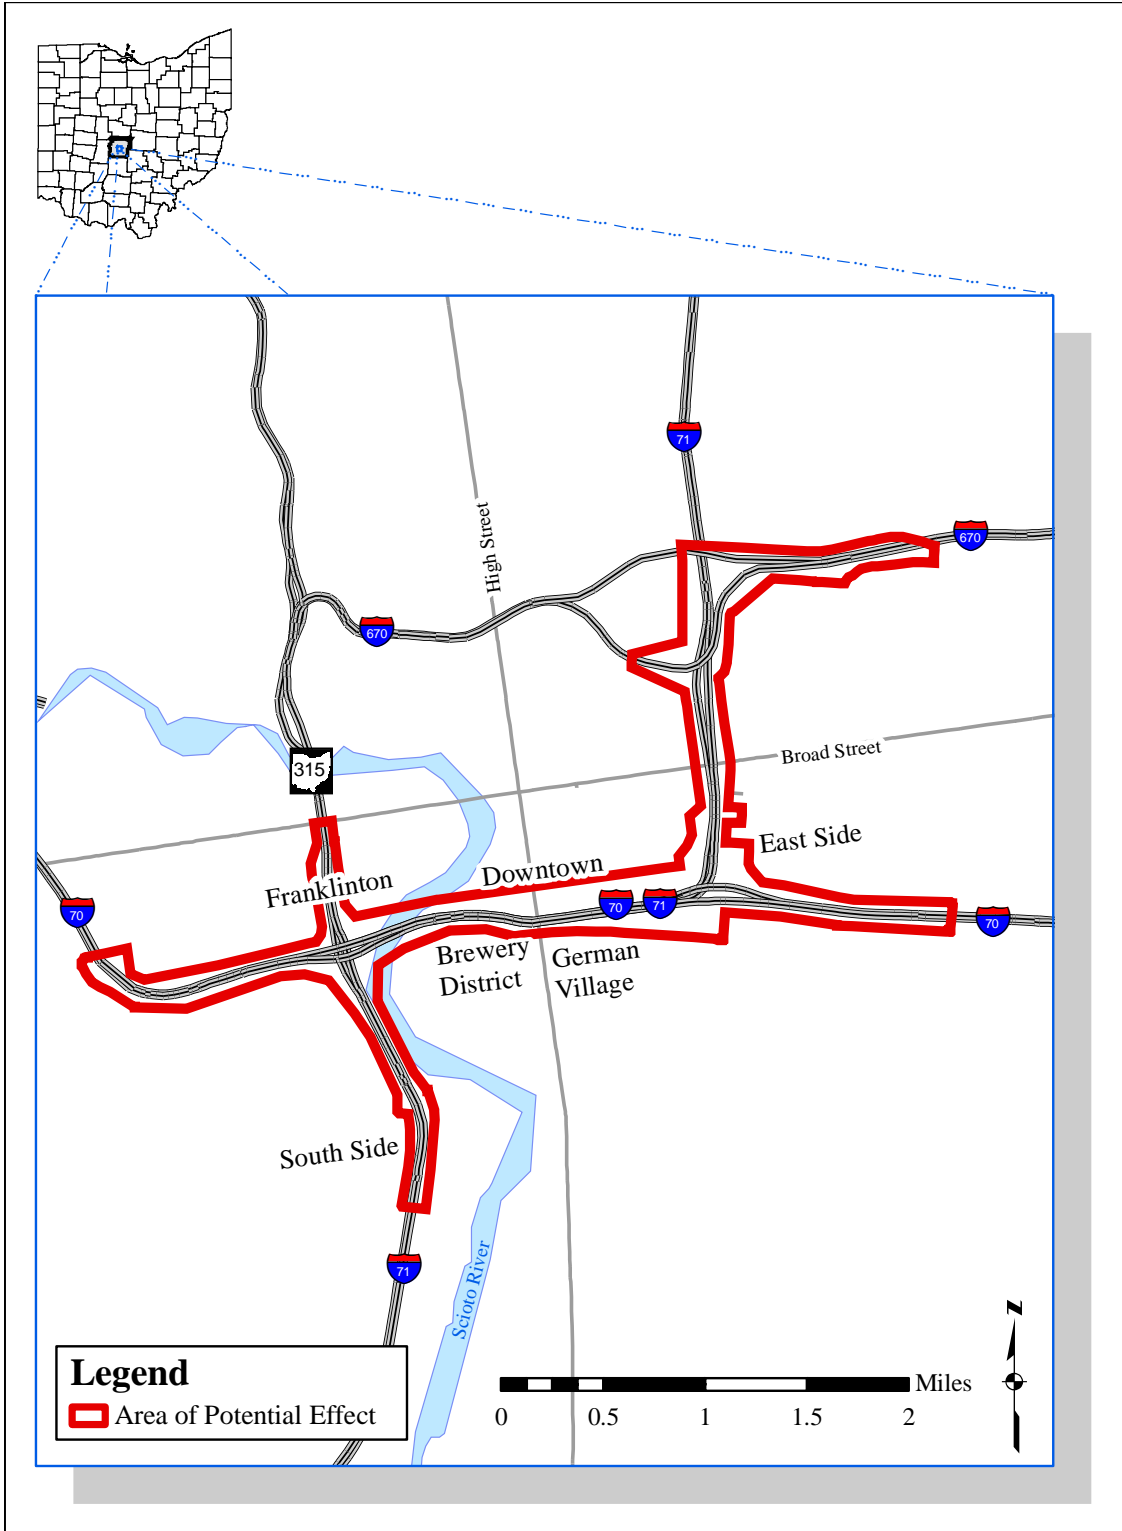 71
High Street
670
670
315
Broad Street
East Side
Downtown
Franklinton
70
71
70
70
Brewery
District
German
Village
South Side
71
Scioto River
N
Legend
Area of Potential Effect
Miles
0 0.5 1 1.5 2